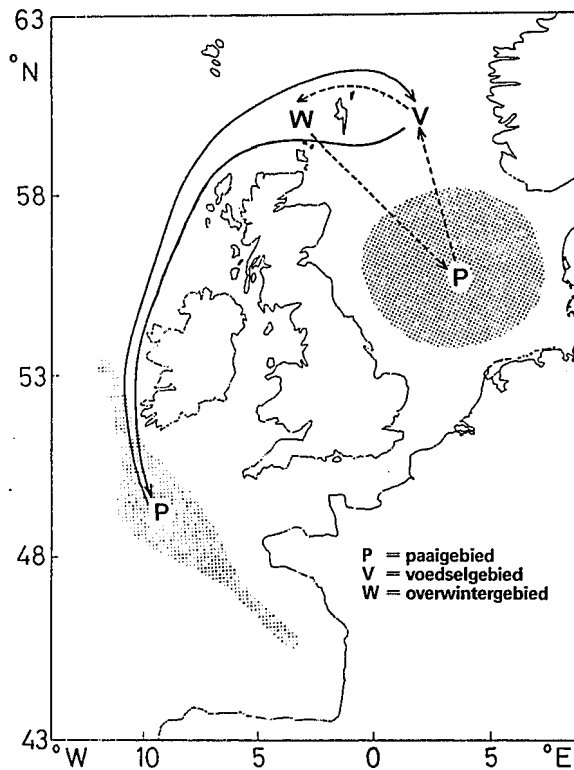 63
°N
W
V
58
P
53
P
48
P = paaigebied
V = voedselgebied
W = overwintergebied
43
°W 10 5 0 5 °E